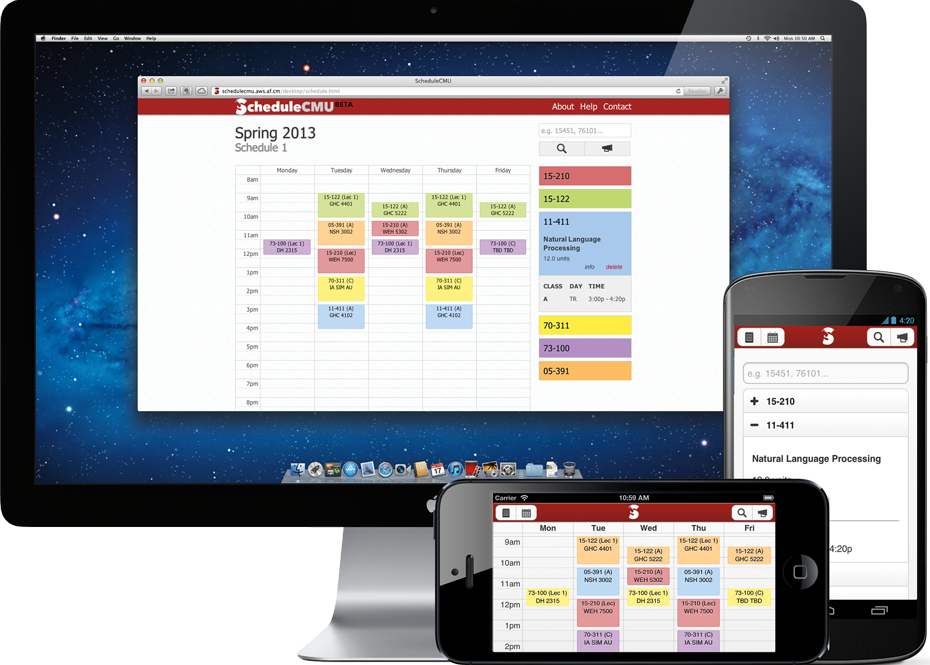 Finder File Edit View Go Window Help
Mon 10:50 AM
ScheduleCMU
schedulecmu.aws.af.cm/desktop/schedule.html
Reader
ScheduleCMU BETA
About Help Contact
Spring 2013
Schedule 1
e.g. 15451, 76101...
Monday Tuesday Wednesday Thursday Friday
8am
9am
15-122 (Lec 1)
GHC 4401
15-122 (A)
GHC 5222
15-122 (Lec 1)
GHC 4401
15-122 (A)
GHC 5222
10am
05-391 (A)
NSH 3002
15-210 (A)
WEH 5302
05-391 (A)
NSH 3002
11am
73-100 (Lec 1)
DH 2315
73-100 (Lec 1)
DH 2315
73-100 (C)
TBD TBD
12pm
15-210 (Lec)
WEH 7500
15-210 (Lec)
WEH 7500
1pm
70-311 (C)
IA SIM AU
70-311 (C)
IA SIM AU
2pm
3pm
11-411 (A)
GHC 4102
11-411 (A)
GHC 4102
4pm
5pm
6pm
7pm
8pm
15-210
15-122
11-411
Natural Language
Processing
12.0 units
info delete
CLASS DAY TIME
A TR 3:00p - 4:20p
70-311
73-100
05-391
17
4:20
e.g. 15451, 76101...
15-210
11-411
Natural Language Processing
4:20p
Carrier
10:59 AM
Mon Tue Wed Thu Fri
9am
15-122 (Lec 1)
GHC 4401
15-122 (A)
GHC 5222
15-122 (Lec 1)
GHC 4401
15-122 (A)
GHC 5222
10am
05-391 (A)
NSH 3002
15-210 (A)
WEH 5302
05-391 (A)
NSH 3002
11am
73-100 (Lec 1)
DH 2315
73-100 (Lec 1)
DH 2315
73-100 (C)
TBD TBD
12pm
15-210 (Lec)
WEH 7500
15-210 (Lec)
WEH 7500
1pm
70-311 (C)
IA SIM AU
70-311 (C)
IA SIM AU
2pm